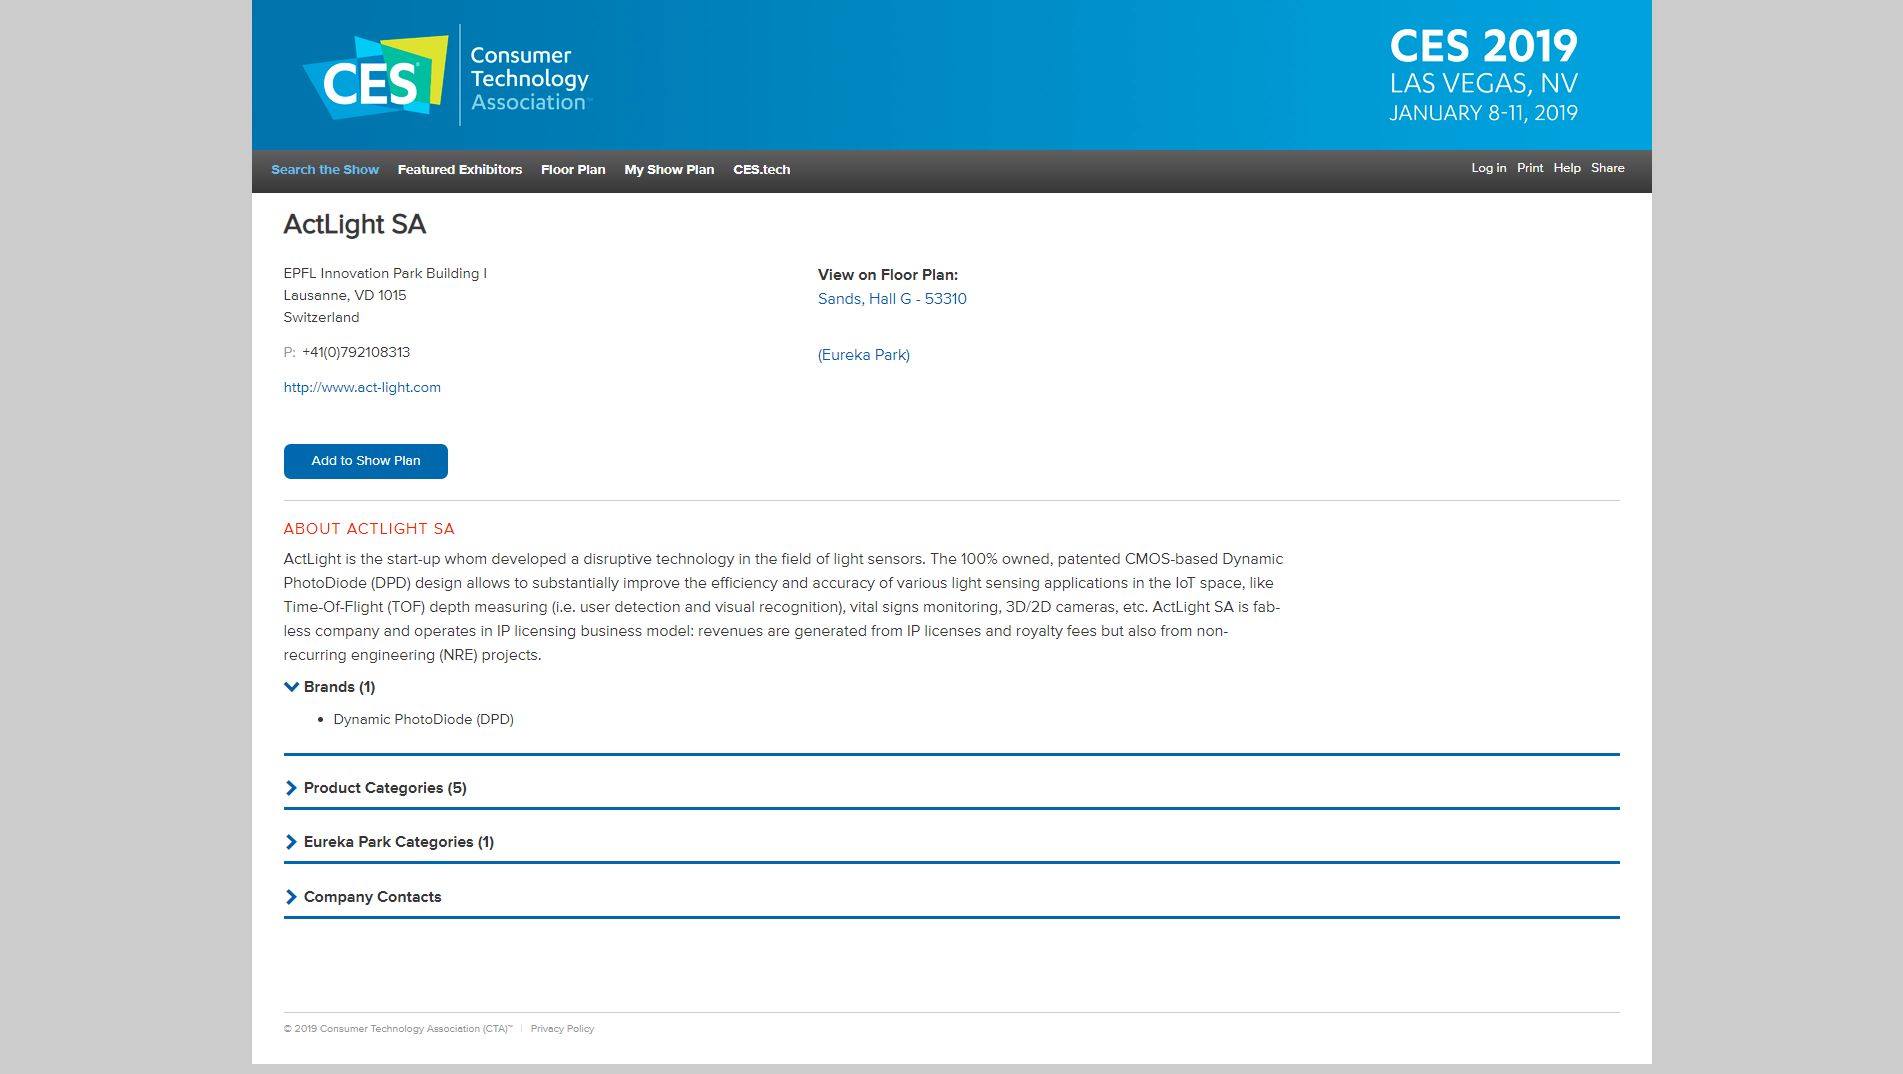 CES®
Consumer
Technology
Association™
CES 2019
LAS VEGAS, NV
JANUARY 8-11, 2019
Search the Show Featured Exhibitors Floor Plan My Show Plan CES.tech
Log in Print Help Share
ActLight SA
EPFL Innovation Park Building I
Lausanne, VD 1015
Switzerland
P: +41(0)792108313
http://www.act-light.com
View on Floor Plan:
Sands, Hall G - 53310
(Eureka Park)
Add to Show Plan
ABOUT ACTLIGHT SA
ActLight is the start-up whom developed a disruptive technology in the field of light sensors. The 100% owned, patented CMOS-based Dynamic
PhotoDiode (DPD) design allows to substantially improve the efficiency and accuracy of various light sensing applications in the IoT space, like
Time-Of-Flight (TOF) depth measuring (i.e. user detection and visual recognition), vital signs monitoring, 3D/2D cameras, etc. ActLight SA is fab-
less company and operates in IP licensing business model: revenues are generated from IP licenses and royalty fees but also from non-
recurring engineering (NRE) projects.
Brands (1)
• Dynamic PhotoDiode (DPD)
Product Categories (5)
Eureka Park Categories (1)
Company Contacts
© 2019 Consumer Technology Association (CTA)™ | Privacy Policy